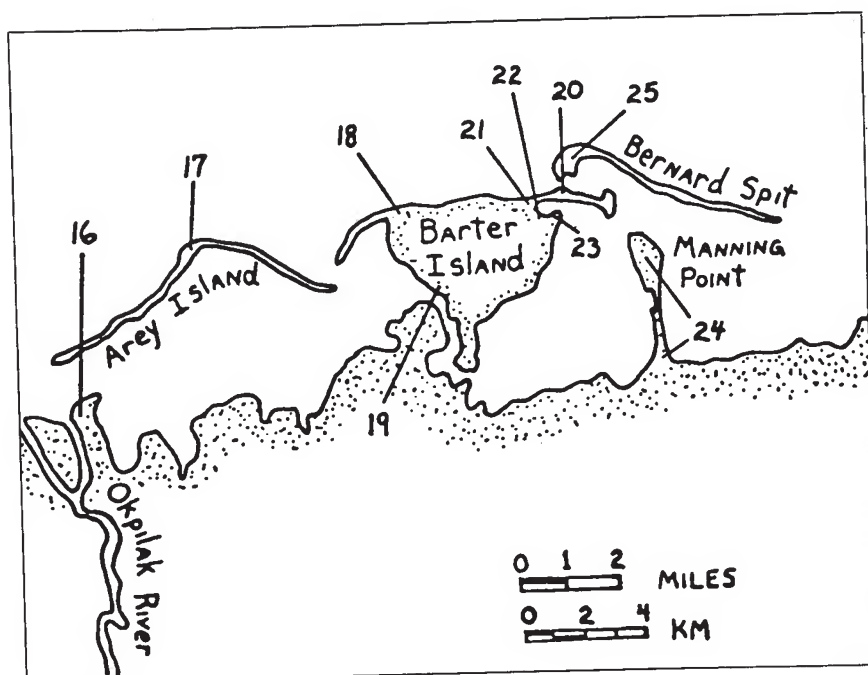 22
20
25
21
18
17
16
Bernard Spit
Barter
Island
23
Manning
Point
Arey Island
24
19
Okpilak River
0 1 2
Miles
0 2 4
KM